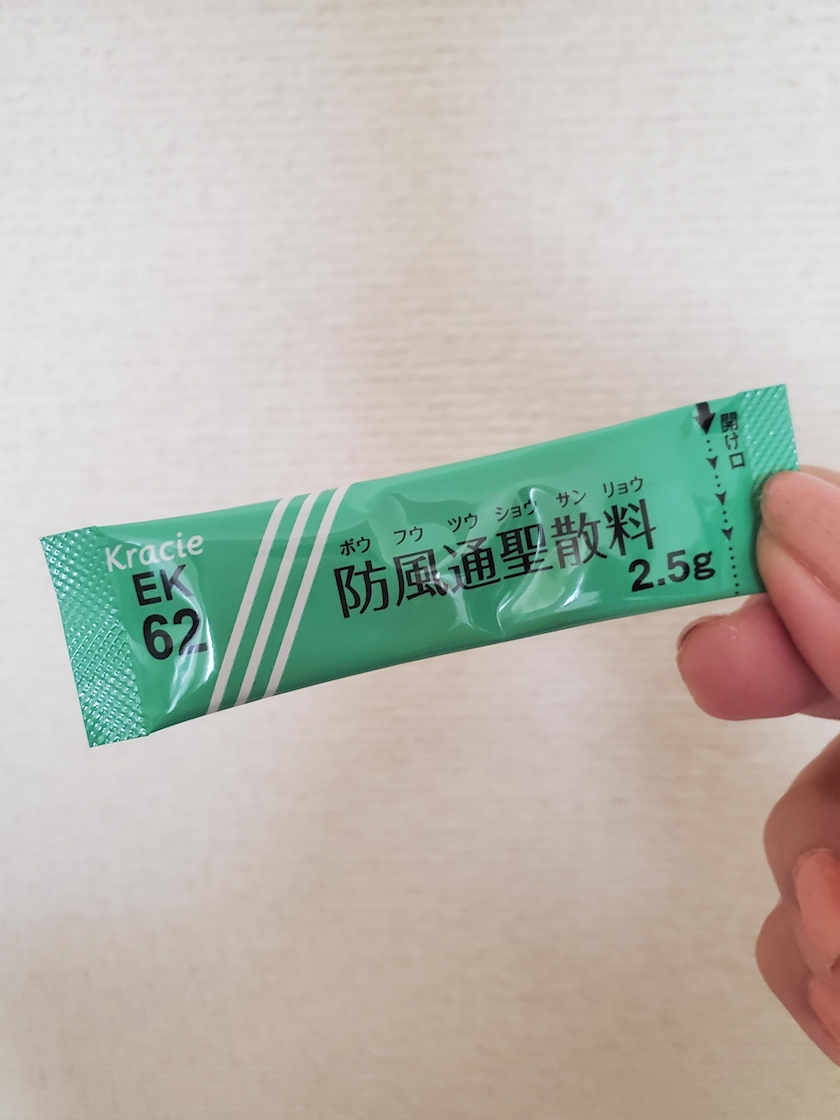 Kracie
EK
62
ボウ フウ ツウ ショウ サン リョウ
防風通聖散料
2.5g
開け口